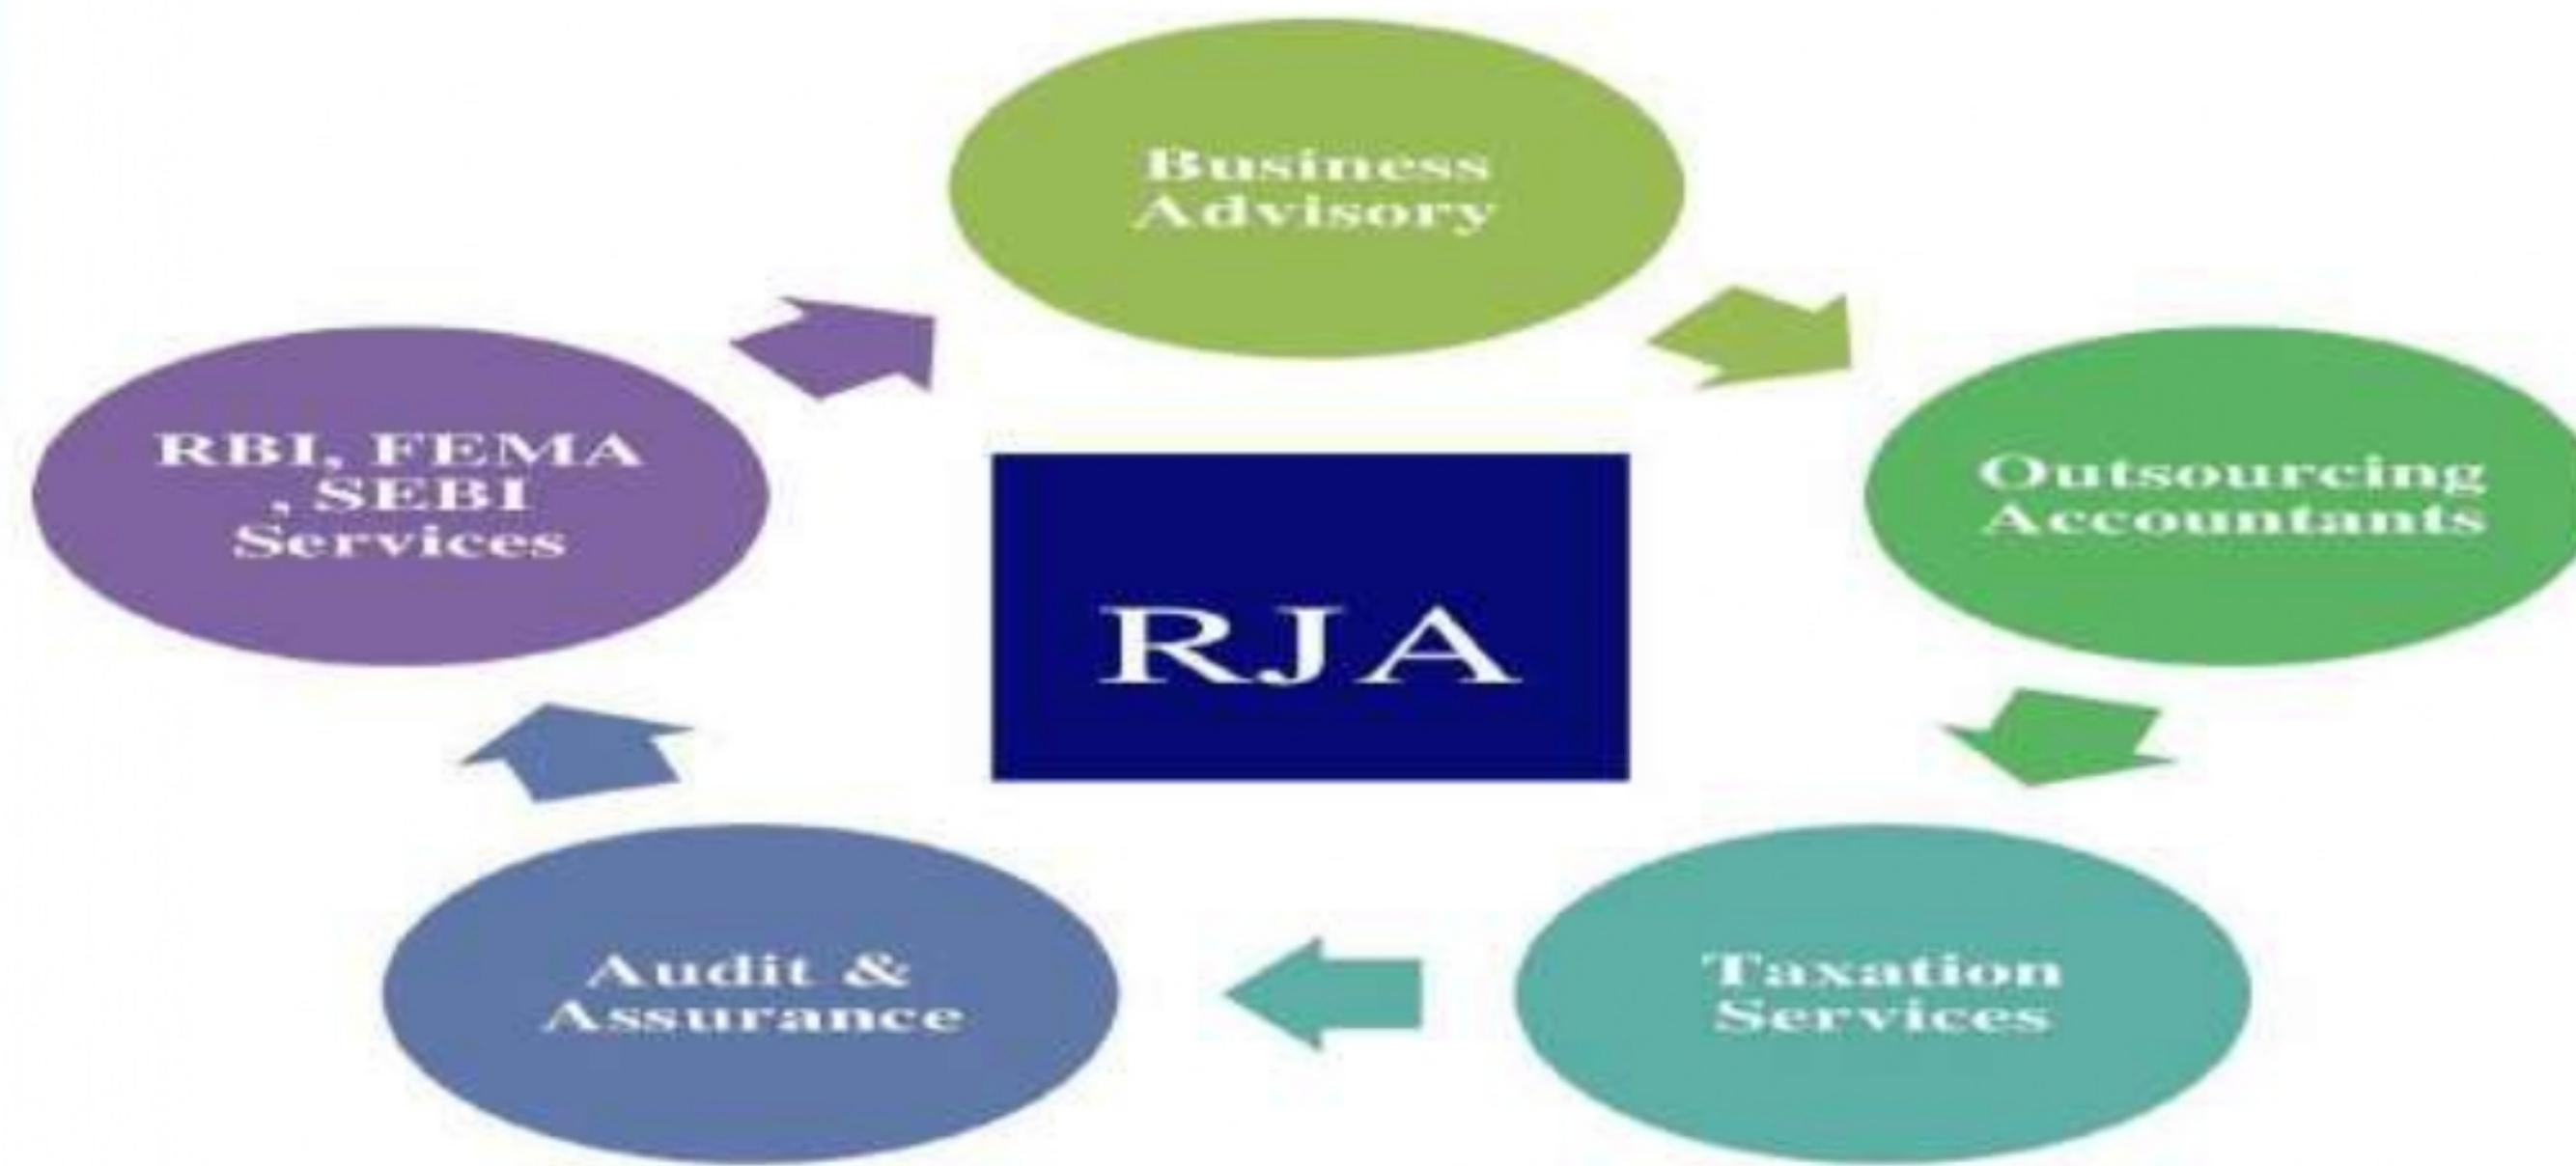 Business
Advisory
Outsourcing
Accountants
Taxation
Services
Audit &
Assurance
RBI, FEMA
, SEBI
Services
RJA